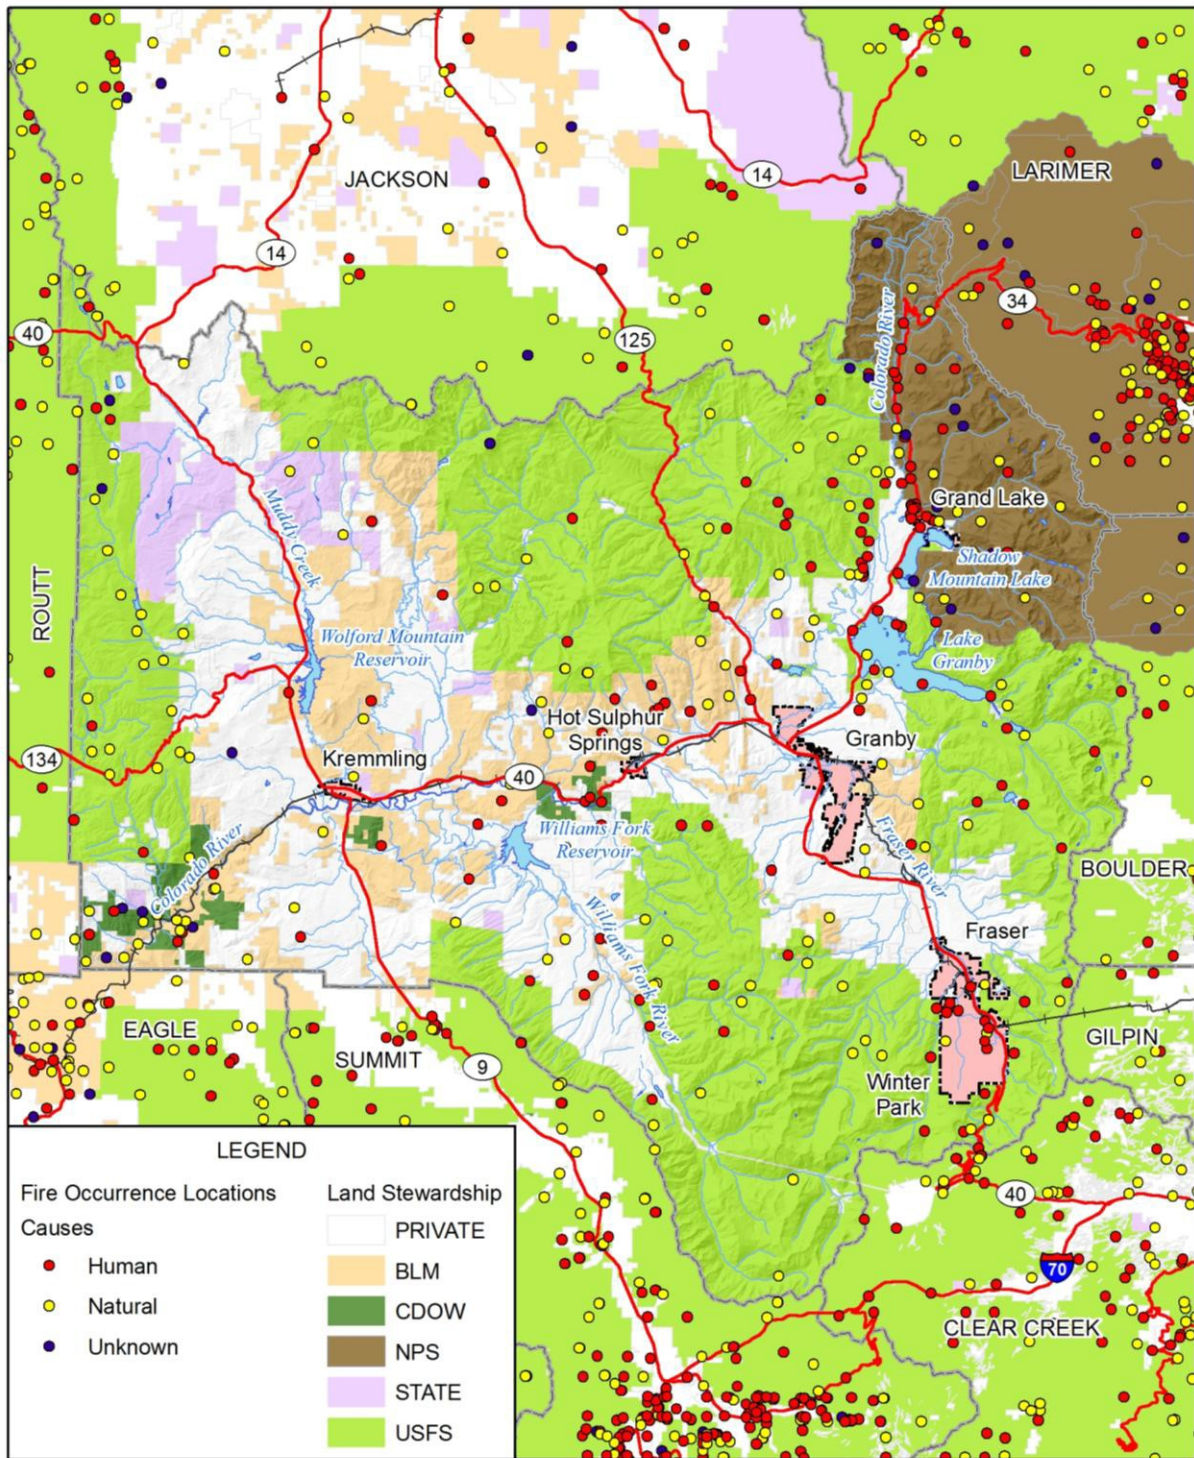 JACKSON
14
LARIMER
14
34
40
125
Colorado River
Grand Lake
Muddy Creek
Shadow
Mountain Lake
ROUTT
Wolford Mountain
Reservoir
Lake
Granby
Hot Sulphur
Springs
Granby
134
Kremmling
40
Williams Fork
Reservoir
Fraser River
Colorado River
BOULDER
Williams Fork River
Fraser
EAGLE
SUMMIT
GILPIN
9
Winter
Park
40
70
CLEAR CREEK
LEGEND
Fire Occurrence Locations
Causes
Human
Natural
Unknown
Land Stewardship
PRIVATE
BLM
CDOW
NPS
STATE
USFS